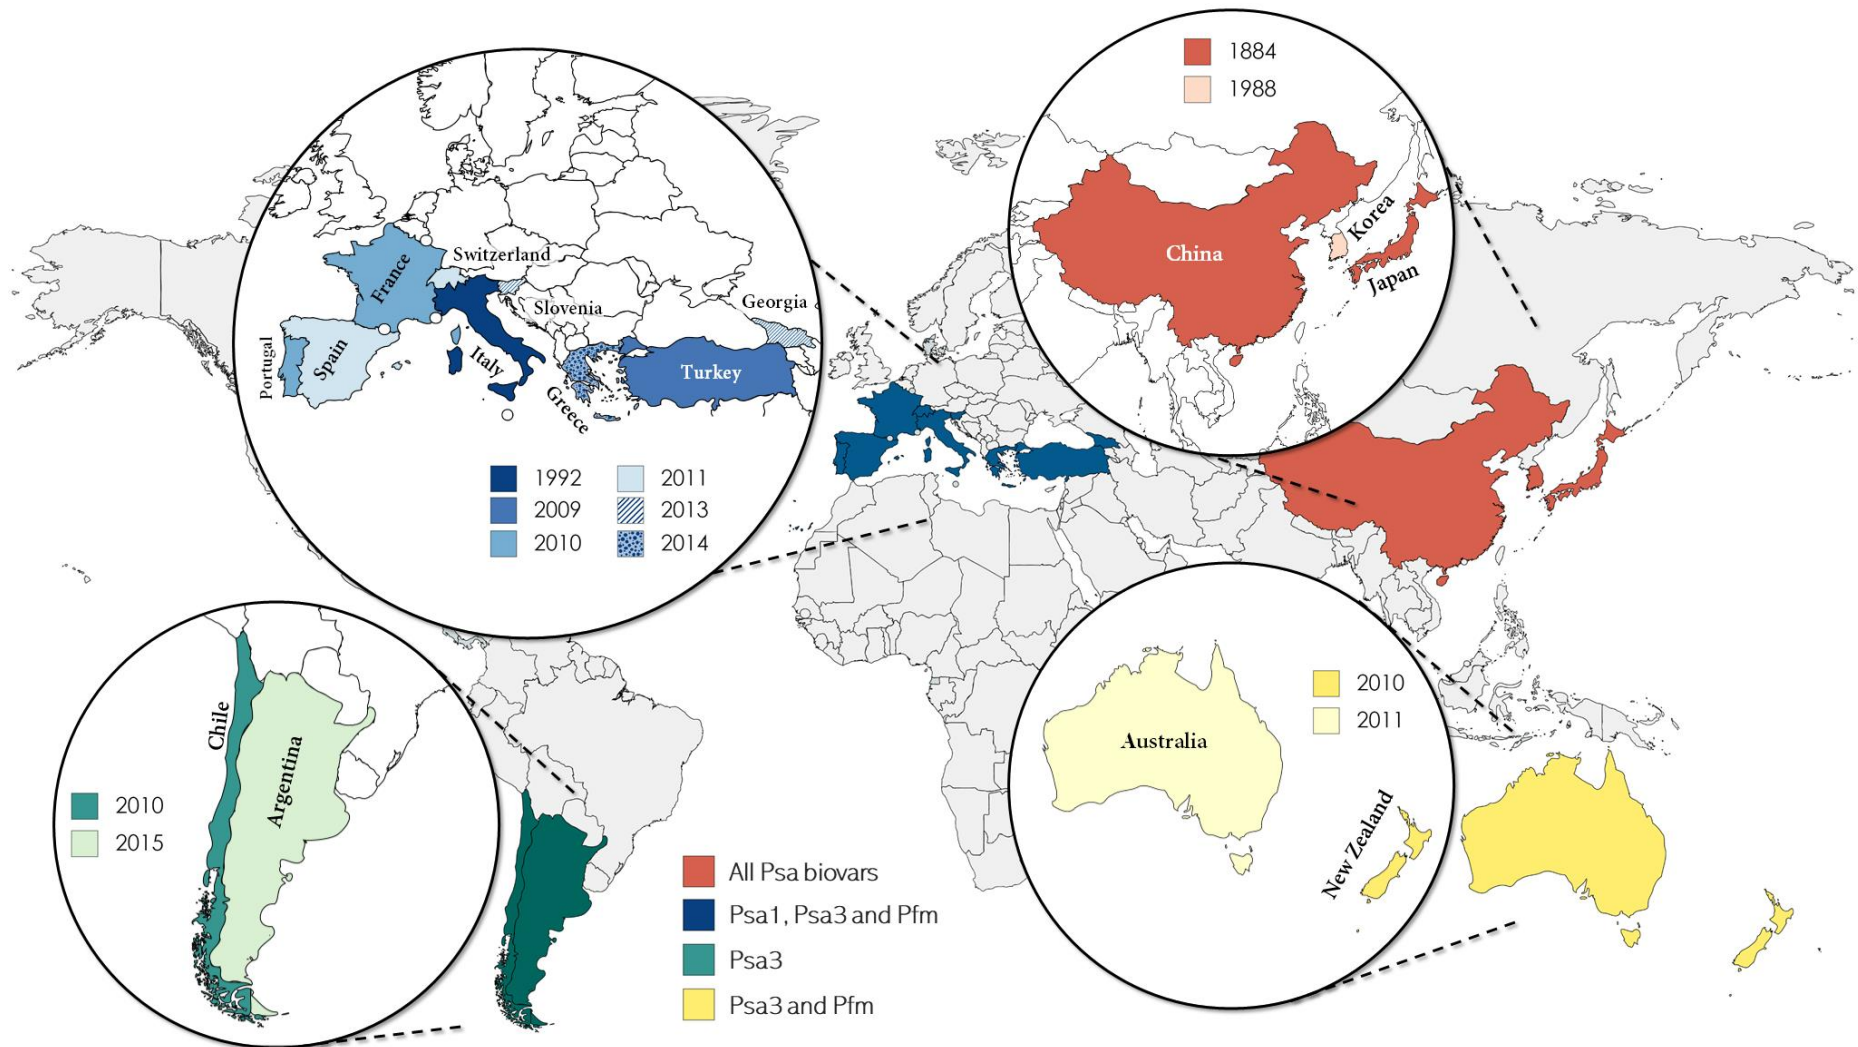 1884
1988
China
Korea
Japan
Switzerland
France
Slovenia
Georgia
Portugal
Spain
Italy
Greece
Turkey
1992
2011
2009
2013
2010
2014
Chile
Argentina
2010
2015
Australia
New Zealand
2010
2011
All Psa biovars
Psa1, Psa3 and Pfm
Psa3
Psa3 and Pfm